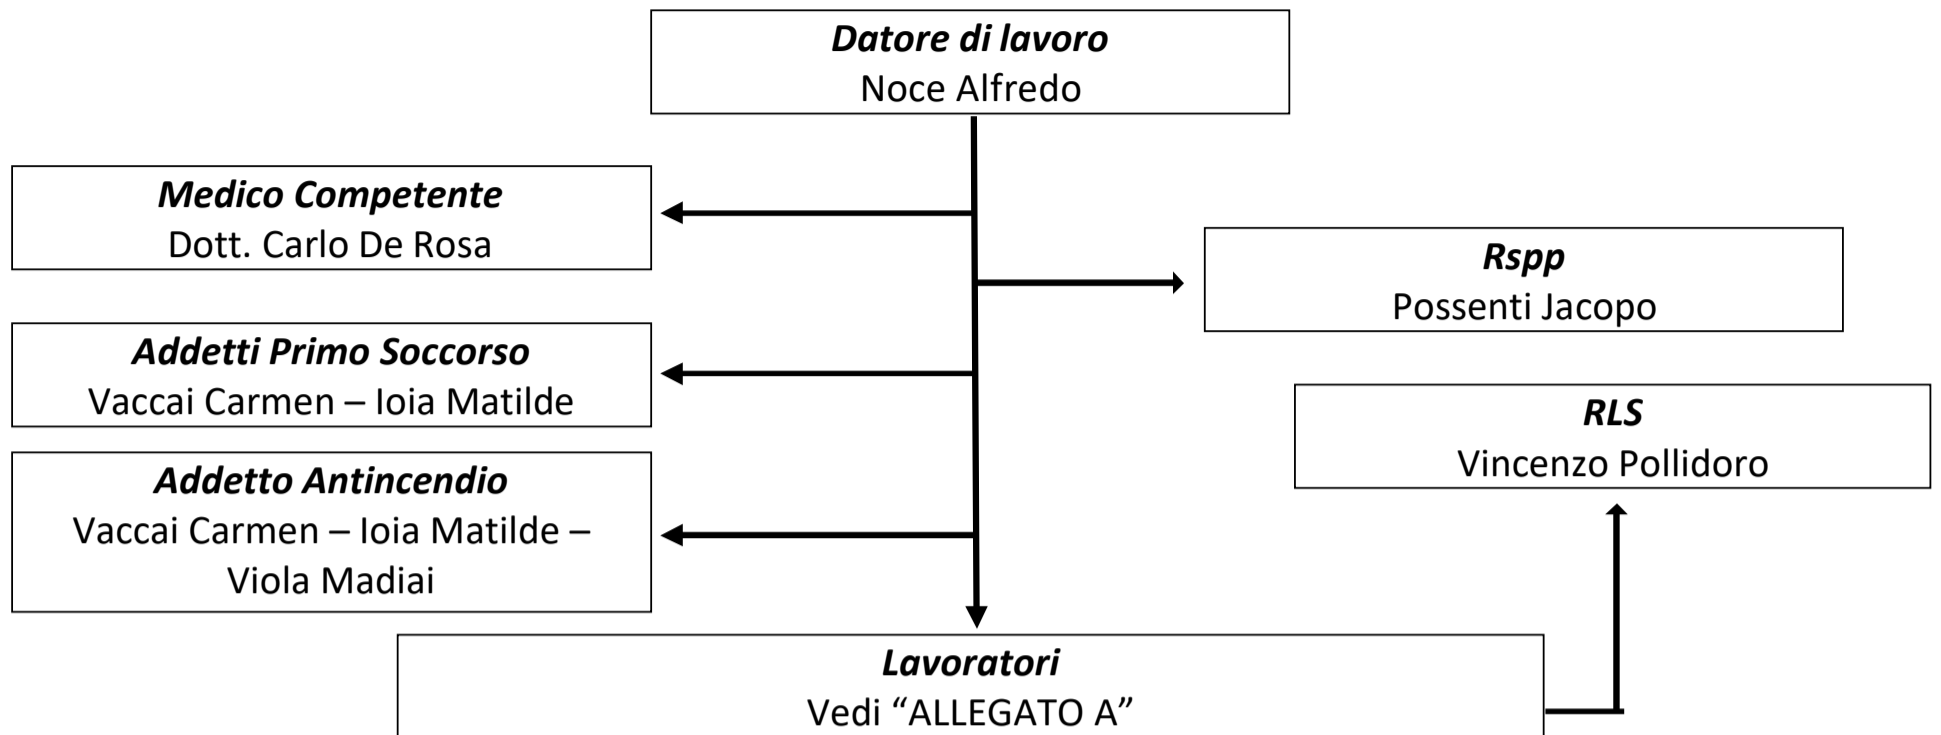 Datore di lavoro
Noce Alfredo
Medico Competente
Dott. Carlo De Rosa
Rspp
Possenti Jacopo
Addetti Primo Soccorso
Vaccai Carmen – Ioia Matilde
RLS
Vincenzo Pollidoro
Addetto Antincendio
Vaccai Carmen – Ioia Matilde –
Viola Madiai
Lavoratori
Vedi “ALLEGATO A”